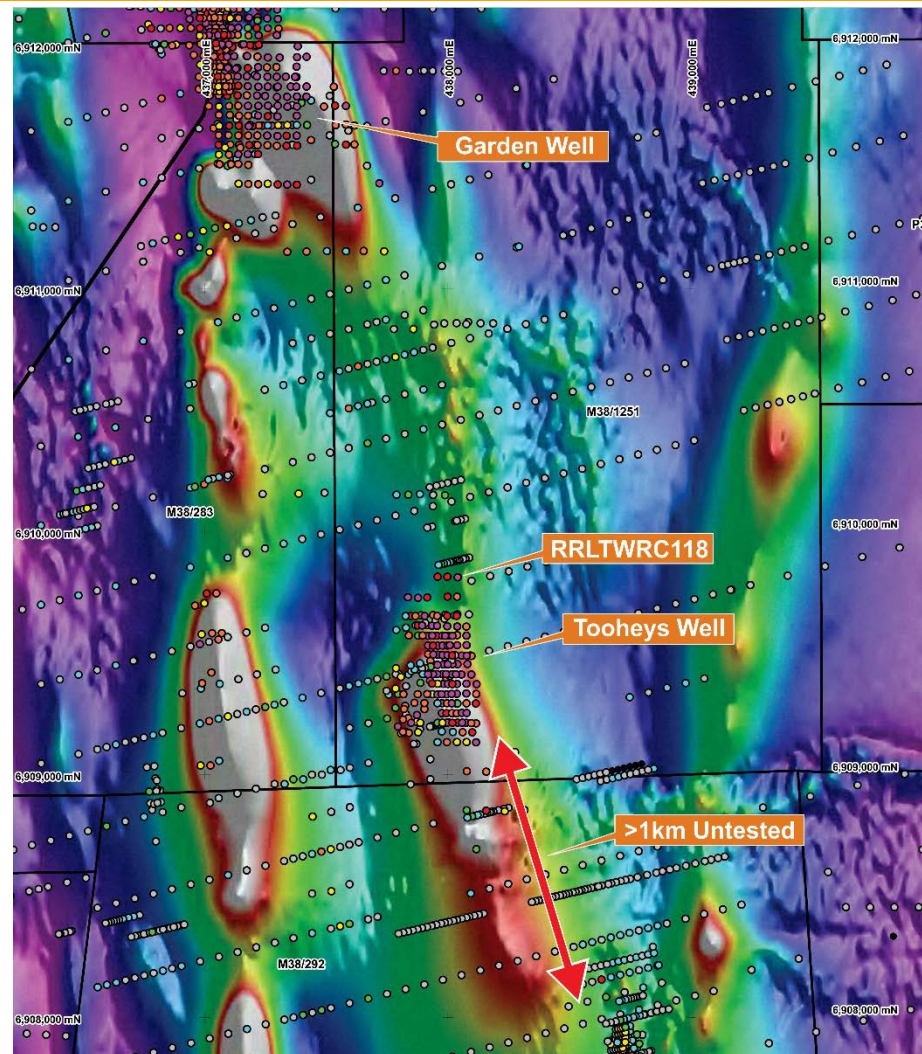 6,912,000 mN
437,000 mE
438,000 mE
439,000 mE
6,912,000 mN
Garden Well
6,911,000 mN
6,911,000 mN
M38/1251
M38/283
6,910,000 mN
6,910,000 mN
RRLTWRC118
Tooheys Well
6,909,000 mN
6,909,000 mN
>1km Untested
M38/292
6,908,000 mN
6,908,000 mN